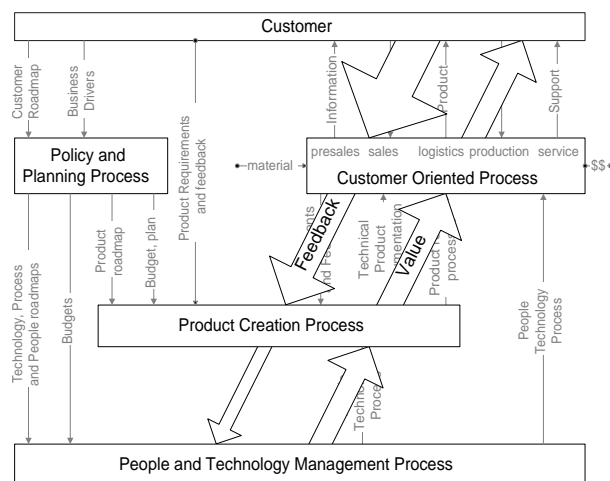 Customer
Customer
Roadmap
Business
Drivers
Product Requirements
and feedback
Information
Product
Support
Policy and
Planning Process
material
presales sales logistics production service
Customer Oriented Process
$$
Technology, Process
and People roadmaps
Budgets
Product
roadmap
Budget, plan
Feedback
Technical
Product
Value
Product
process
People
Technology
Process
Product Creation Process
People and Technology Management Process